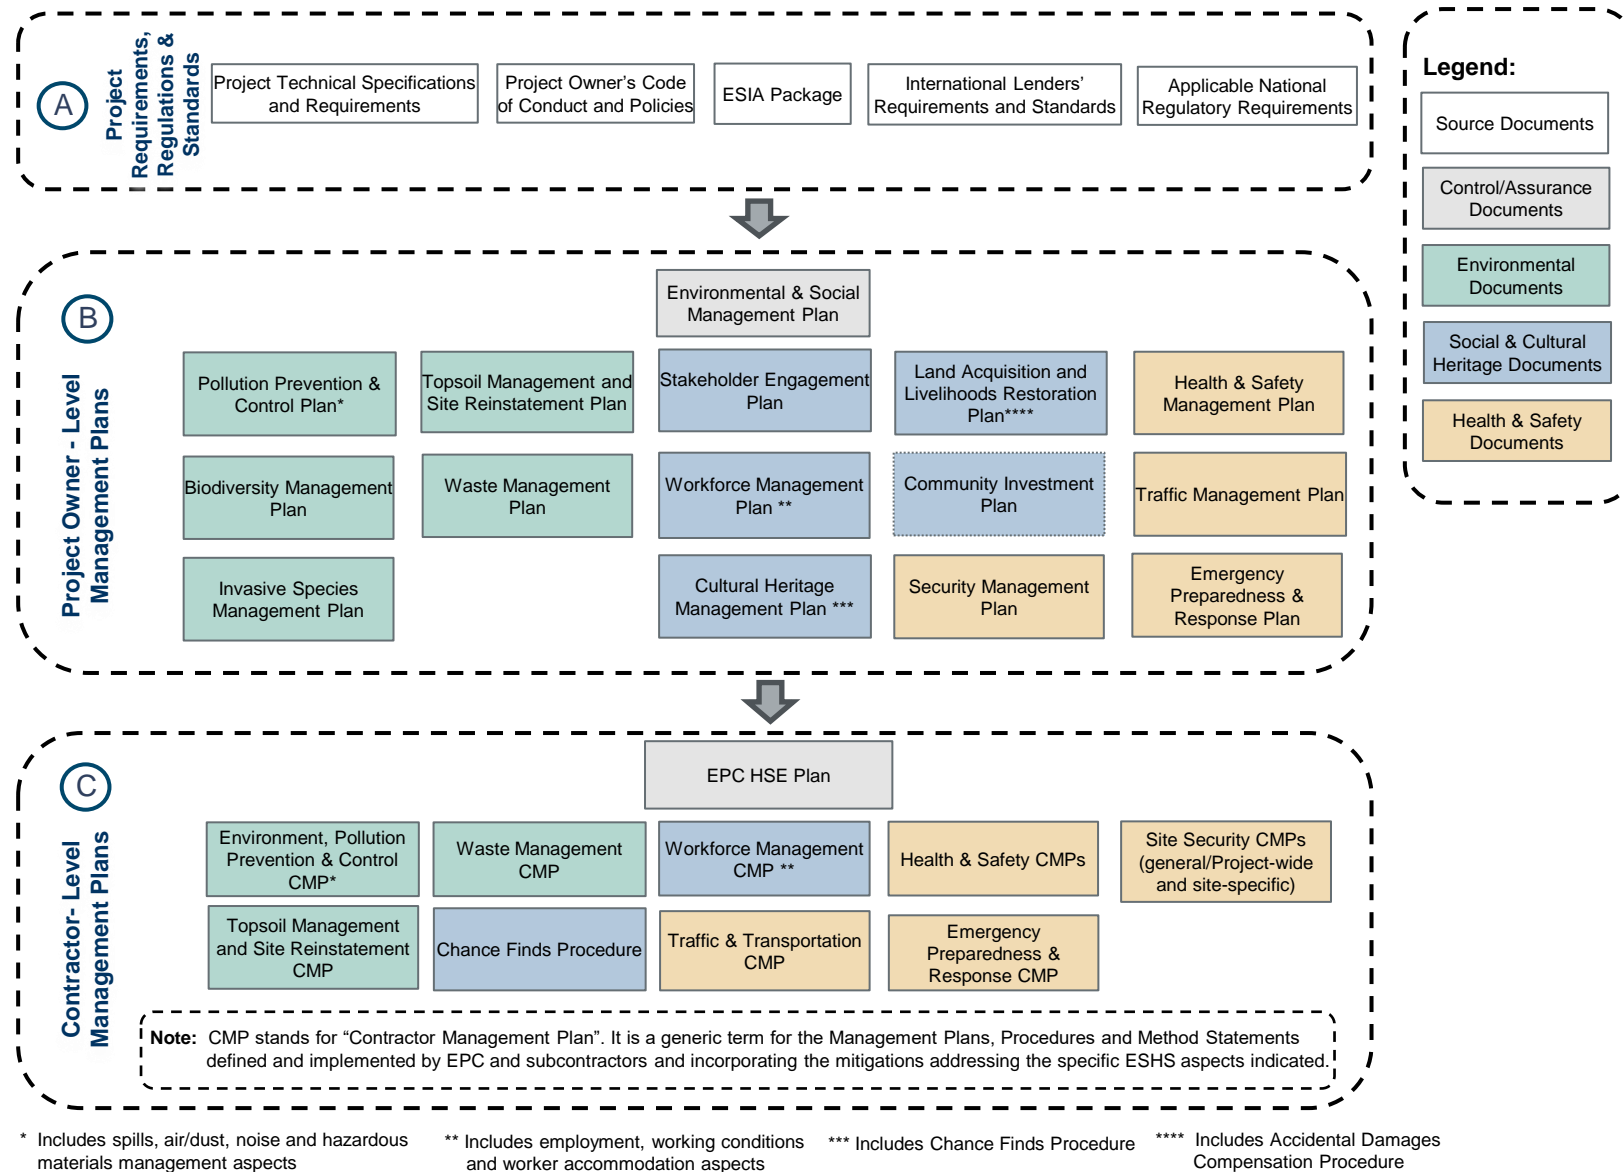 A
Project
Requirements,
Regulations &
Standards
Project Technical Specifications
and Requirements
Project Owner's Code
of Conduct and Policies
ESIA Package
International Lenders'
Requirements and Standards
Applicable National
Regulatory Requirements
Legend:
Source Documents
Control/Assurance
Documents
Environmental
Documents
Social & Cultural
Heritage Documents
Health & Safety
Documents
B
Project Owner - Level
Management Plans
Environmental & Social
Management Plan
Pollution Prevention &
Control Plan*
Topsoil Management and
Site Reinstatement Plan
Stakeholder Engagement
Plan
Land Acquisition and
Livelihoods Restoration
Plan****
Health & Safety
Management Plan
Biodiversity Management
Plan
Waste Management
Plan
Workforce Management
Plan **
Community Investment
Plan
Traffic Management Plan
Invasive Species
Management Plan
Cultural Heritage
Management Plan ***
Security Management
Plan
Emergency
Preparedness &
Response Plan
C
Contractor- Level
Management Plans
EPC HSE Plan
Environment, Pollution
Prevention & Control
CMP*
Waste Management
CMP
Workforce Management
CMP **
Health & Safety CMPs
Site Security CMPs
(general/Project-wide
and site-specific)
Topsoil Management
and Site Reinstatement
CMP
Chance Finds Procedure
Traffic & Transportation
CMP
Emergency
Preparedness &
Response CMP
Note: CMP stands for “Contractor Management Plan”. It is a generic term for the Management Plans, Procedures and Method Statements
defined and implemented by EPC and subcontractors and incorporating the mitigations addressing the specific ESHS aspects indicated.
* Includes spills, air/dust, noise and hazardous
materials management aspects
** Includes employment, working conditions
and worker accommodation aspects
*** Includes Chance Finds Procedure
**** Includes Accidental Damages
Compensation Procedure